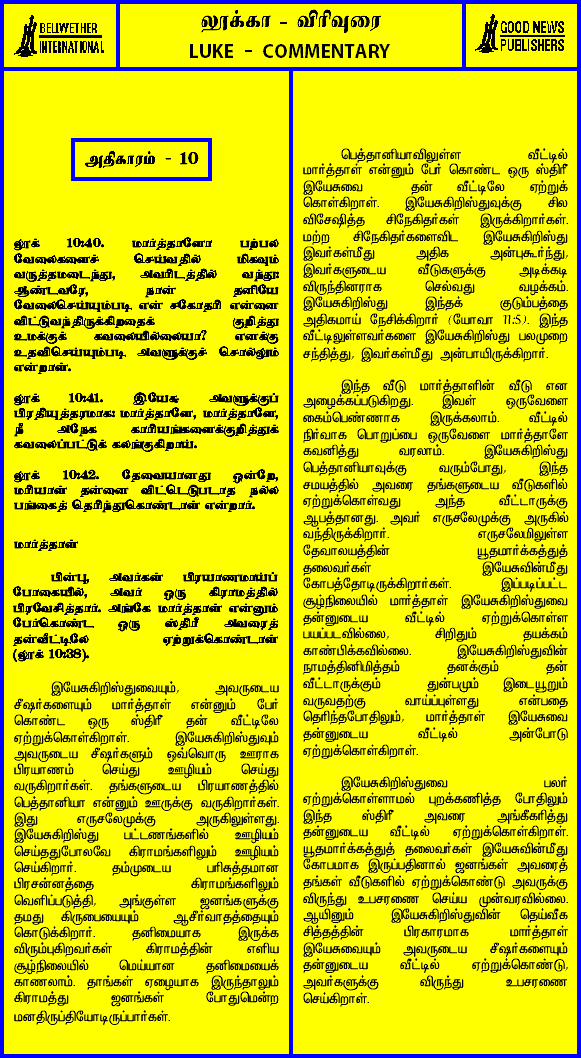 BELWETHER
INTERNATIONAL
லூக்கா - விரிவுரை
LUKE - COMMENTARY
GOOD NEWS
PUBLISHERS
அதிகாரம் - 10
லூக் 10:40. மார்த்தாளோ பற்பல
வேலைகளைச் செய்வதில் மிகவும்
வருத்தமடைந்து, அவரிடத்தில் வந்து:
ஆண்டவரே, நான் தனியே
வேலைசெய்யும்படி என் சகோதரி என்னை
விட்டுவந்திருக்கிறதைக் குறித்து
உமக்குக் கவலையில்லையா? எனக்கு
உதவிசெய்யும்படி அவளுக்குச் சொல்லும்
என்றாள்.
லூக் 10:41. இயேசு அவளுக்குப்
பிரதியுத்தரமாக: மார்த்தாளே, மார்த்தாளே,
நீ அநேக காரியங்களைக்குறித்துக்
கவலைப்பட்டுக் கலங்குகிறாய்.
லூக் 10:42. தேவையானது ஒன்றே,
மரியாள் தன்னை விட்டெடுபடாத நல்ல
பங்கைத் தெரிந்துகொண்டாள் என்றார்.
மார்த்தாள்
பின்பு, அவர்கள் பிரயாணமாய்ப்
போகையில், அவர் ஒரு கிராமத்தில்
பிரவேசித்தார். அங்கே மார்த்தாள் என்னும்
பேர்கொண்ட ஒரு ஸ்திரீ அவரைத்
தன்வீட்டிலே ஏற்றுக்கொண்டாள்
(லூக் 10:38).
இயேசுகிறிஸ்துவையும், அவருடைய
சீஷர்களையும் மார்த்தாள் என்னும் பேர்
கொண்ட ஒரு ஸ்திரீ தன் வீட்டிலே
ஏற்றுக்கொள்கிறாள். இயேசுகிறிஸ்துவும்
அவருடைய சீஷர்களும் ஒவ்வொரு ஊராக
பிரயாணம் செய்து ஊழியம் செய்து
வருகிறார்கள். தங்களுடைய பிரயாணத்தில்
பெத்தானியா என்னும் ஊருக்கு வருகிறார்கள்.
இது எருசலேமுக்கு அருகிலுள்ளது.
இயேசுகிறிஸ்து பட்டணங்களில் ஊழியம்
செய்ததுபோலவே கிராமங்களிலும் ஊழியம்
செய்கிறார். தம்முடைய பரிசுத்தமான
பிரசன்னத்தை கிராமங்களிலும்
வெளிப்படுத்தி, அங்குள்ள ஜனங்களுக்கு
தமது கிருபையையும் ஆசீர்வாதத்தையும்
கொடுக்கிறார். தனிமையாக இருக்க
விரும்புகிறவர்கள் கிராமத்தின் எளிய
சூழ்நிலையில் மெய்யான தனிமையைக்
காணலாம். தாங்கள் ஏழையாக இருந்தாலும்
கிராமத்து ஜனங்கள் போதுமென்ற
மனதிருப்தியோடிருப்பார்கள்.
பெத்தானியாவிலுள்ள வீட்டில்
மார்த்தாள் என்னும் பேர் கொண்ட ஒரு ஸ்திரீ
இயேசுவை தன் வீட்டிலே ஏற்றுக்
கொள்கிறாள். இயேசுகிறிஸ்துவுக்கு சில
விசேஷித்த சிநேகிதர்கள் இருக்கிறார்கள்.
மற்ற சிநேகிதர்களைவிட இயேசுகிறிஸ்து
இவர்கள்மீது அதிக அன்புகூர்ந்து,
இவர்களுடைய வீடுகளுக்கு அடிக்கடி
விருந்தினராக செல்வது வழக்கம்.
இயேசுகிறிஸ்து இந்தக் குடும்பத்தை
அதிகமாய் நேசிக்கிறார் (யோவா 11:5). இந்த
வீட்டிலுள்ளவர்களை இயேசுகிறிஸ்து பலமுறை
சந்தித்து, இவர்கள்மீது அன்பாயிருக்கிறார்.
இந்த வீடு மார்த்தாளின் வீடு என
அழைக்கப்படுகிறது. இவள் ஒருவேளை
கைம்பெண்ணாக இருக்கலாம். வீட்டில்
நிர்வாக பொறுப்பை ஒருவேளை மார்த்தாளே
கவனித்து வரலாம். இயேசுகிறிஸ்து
பெத்தானியாவுக்கு வரும்போது, இந்த
சமயத்தில் அவரை தங்களுடைய வீடுகளில்
ஏற்றுக்கொள்வது அந்த வீட்டாருக்கு
ஆபத்தானது. அவர் எருசலேமுக்கு அருகில்
வந்திருக்கிறார். எருசலேமிலுள்ள
தேவாலயத்தின் யூதமார்க்கத்துத்
தலைவர்கள் இயேசுவின்மீது
கோபத்தோடிருக்கிறார்கள். இப்படிப்பட்ட
சூழ்நிலையில் மார்த்தாள் இயேசுகிறிஸ்துவை
தன்னுடைய வீட்டில் ஏற்றுக்கொள்ள
பயப்படவில்லை, சிறிதும் தயக்கம்
காண்பிக்கவில்லை. இயேசுகிறிஸ்துவின்
நாமத்தினிமித்தம் தனக்கும் தன்
வீட்டாருக்கும் துன்பமும் இடையூறும்
வருவதற்கு வாய்ப்புள்ளது என்பதை
தெரிந்தபோதிலும், மார்த்தாள் இயேசுவை
தன்னுடைய வீட்டில் அன்போடு
ஏற்றுக்கொள்கிறாள்.
இயேசுகிறிஸ்துவை பலர்
ஏற்றுக்கொள்ளாமல் புறக்கணித்த போதிலும்
இந்த ஸ்திரீ அவரை அங்கீகரித்து
தன்னுடைய வீட்டில் ஏற்றுக்கொள்கிறாள்.
யூதமார்க்கத்துத் தலைவர்கள் இயேசுவின்மீது
கோபமாக இருப்பதினால் ஜனங்கள் அவரைத்
தங்கள் வீடுகளில் ஏற்றுக்கொண்டு அவருக்கு
விருந்து உபசரணை செய்ய முன்வரவில்லை.
ஆயினும் இயேசுகிறிஸ்துவின் தெய்வீக
சித்தத்தின் பிரகாரமாக மார்த்தாள்
இயேசுவையும் அவருடைய சீஷர்களையும்
தன்னுடைய வீட்டில் ஏற்றுக்கொண்டு,
அவர்களுக்கு விருந்து உபசரணை
செய்கிறாள்.